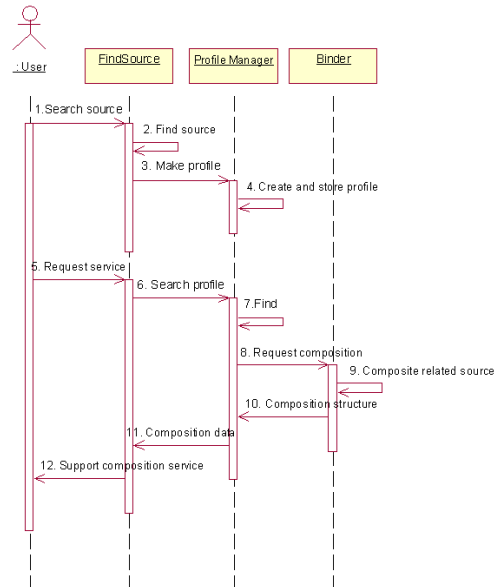 : User
FindSource
Profile Manager
Binder
1.Search source
2. Find source
3. Make profile
4. Create and store profile
5. Request service
6. Search profile
7.Find
8. Request composition
9. Composite related source
10. Composition structure
11. Composition data
12. Support composition service